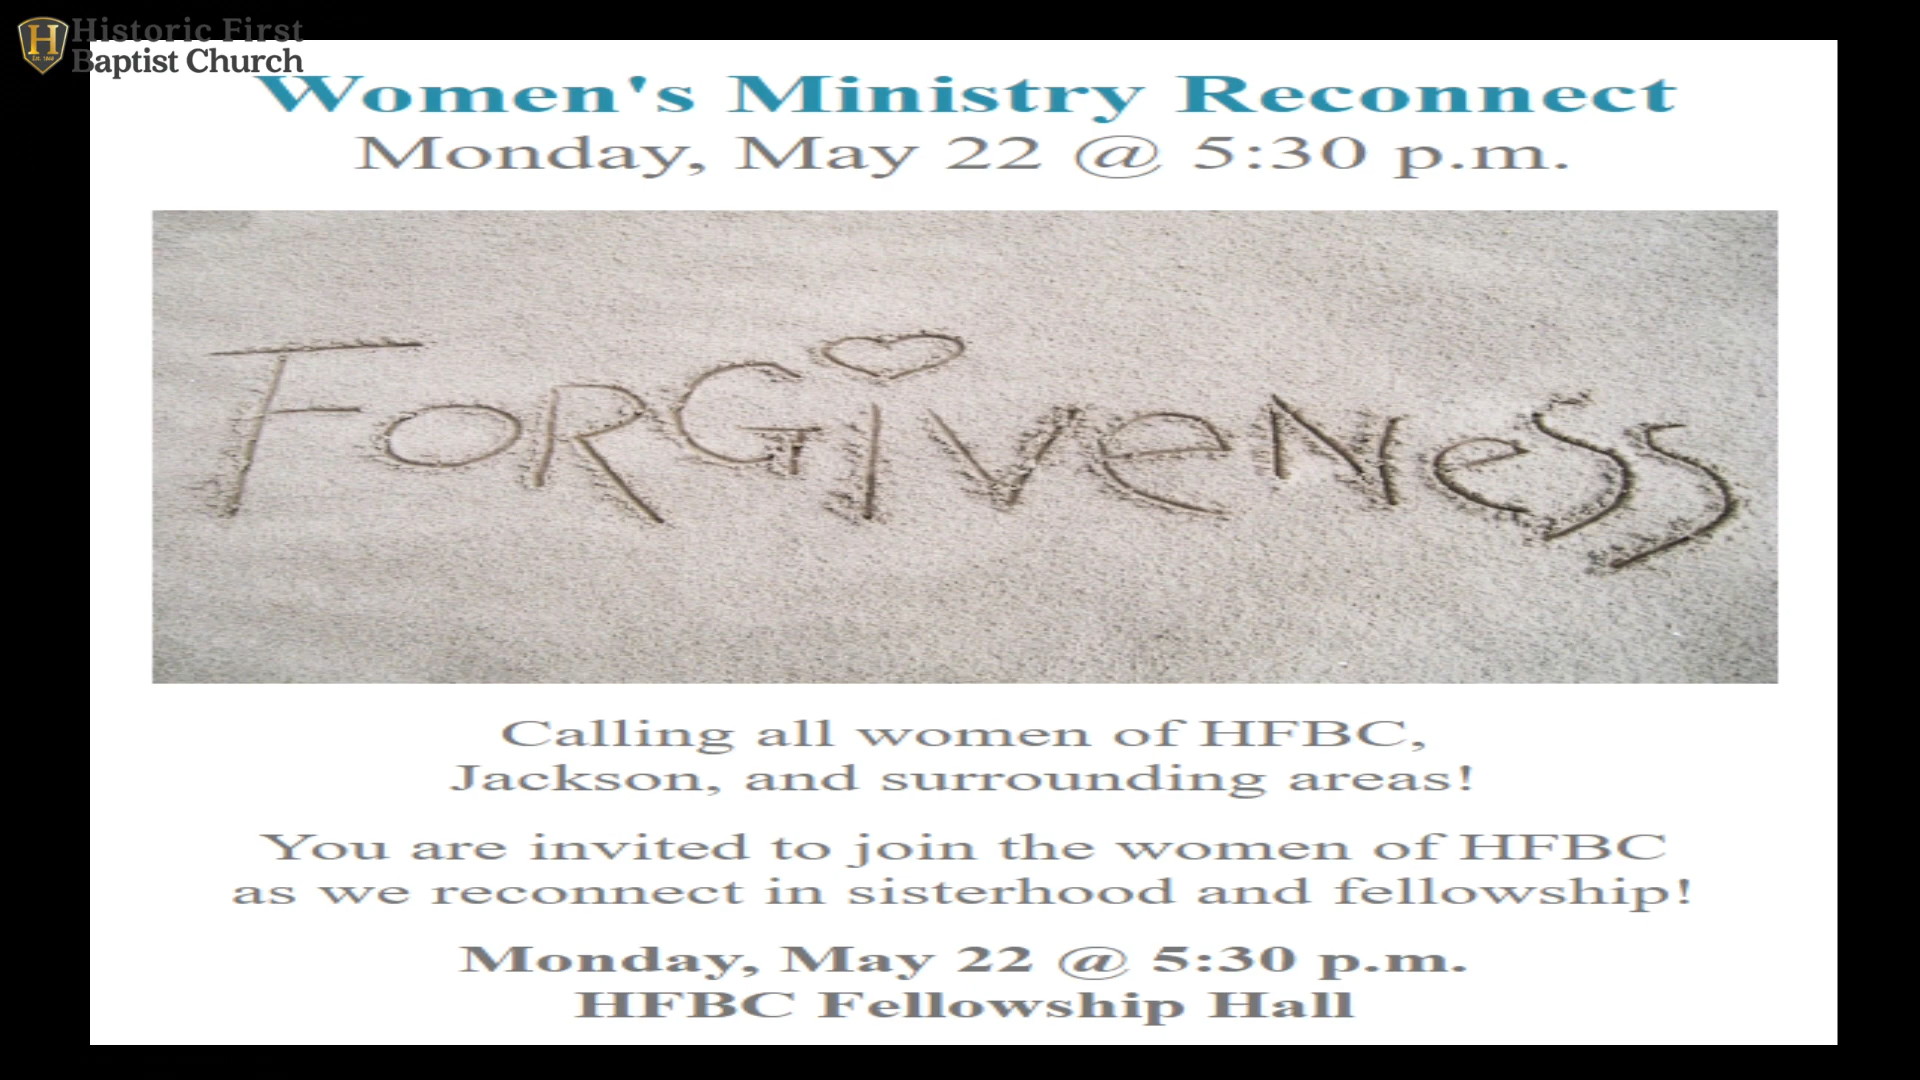 Historic First
Baptist Church
H
Est. 1868
Women's Ministry Reconnect
Monday, May 22 @ 5:30 p.m.
FORGiVeNeSS
Calling all women of HFBC,
Jackson, and surrounding areas!
You are invited to join the women of HFBC
as we reconnect in sisterhood and fellowship!
Monday, May 22 @ 5:30 p.m.
HFBC Fellowship Hall